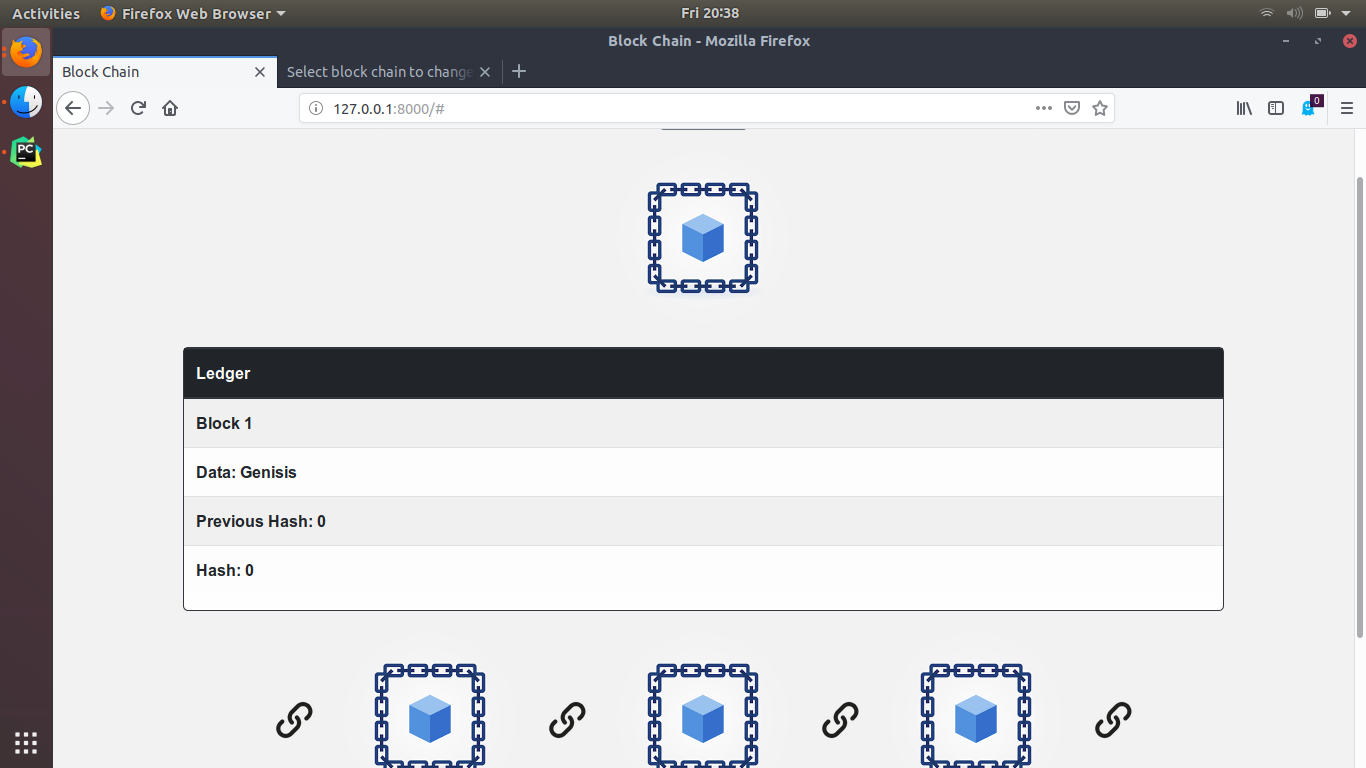 Activities
Firefox Web Browser
Fri 20:38
Block Chain - Mozilla Firefox
Block Chain
Select block chain to change
127.0.0.1:8000/#
0
PC
Ledger
Block 1
Data: Genisis
Previous Hash: 0
Hash: 0